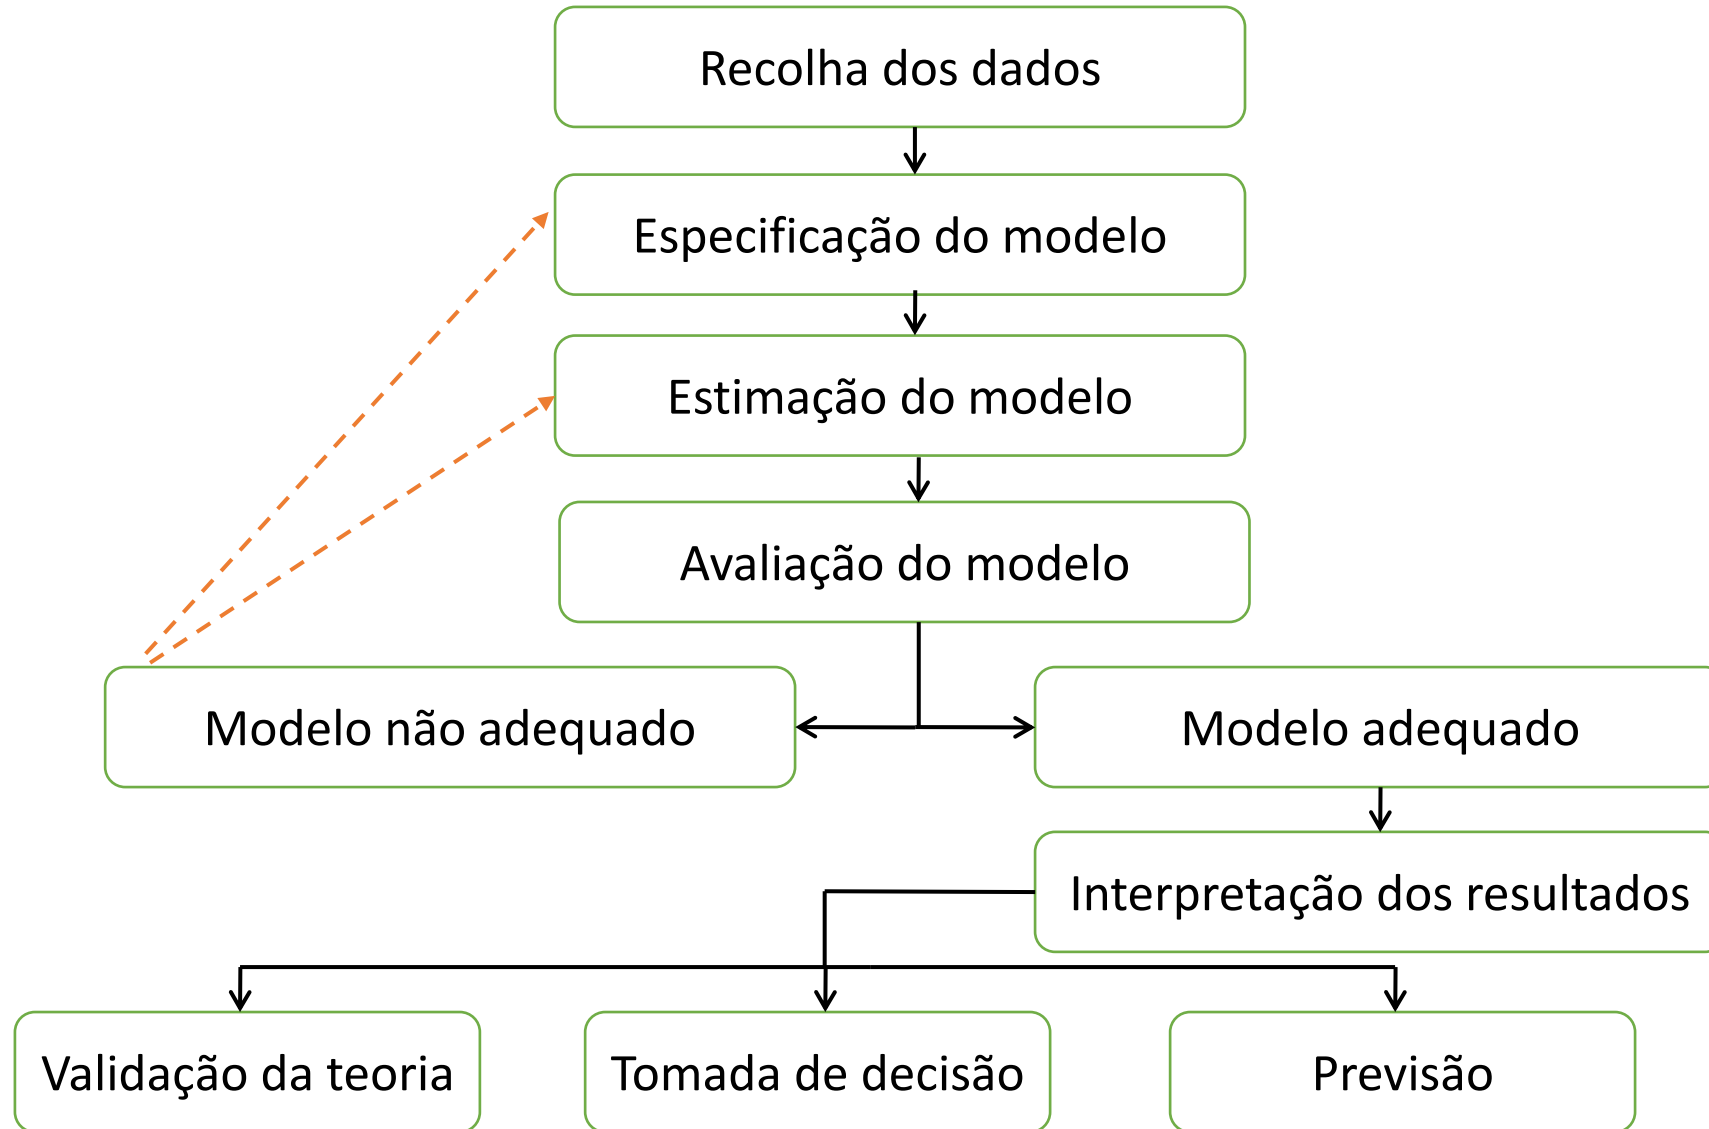 Recolha dos dados
Especificação do modelo
Estimação do modelo
Avaliação do modelo
Modelo não adequado
Modelo adequado
Interpretação dos resultados
Validação da teoria
Tomada de decisão
Previsão